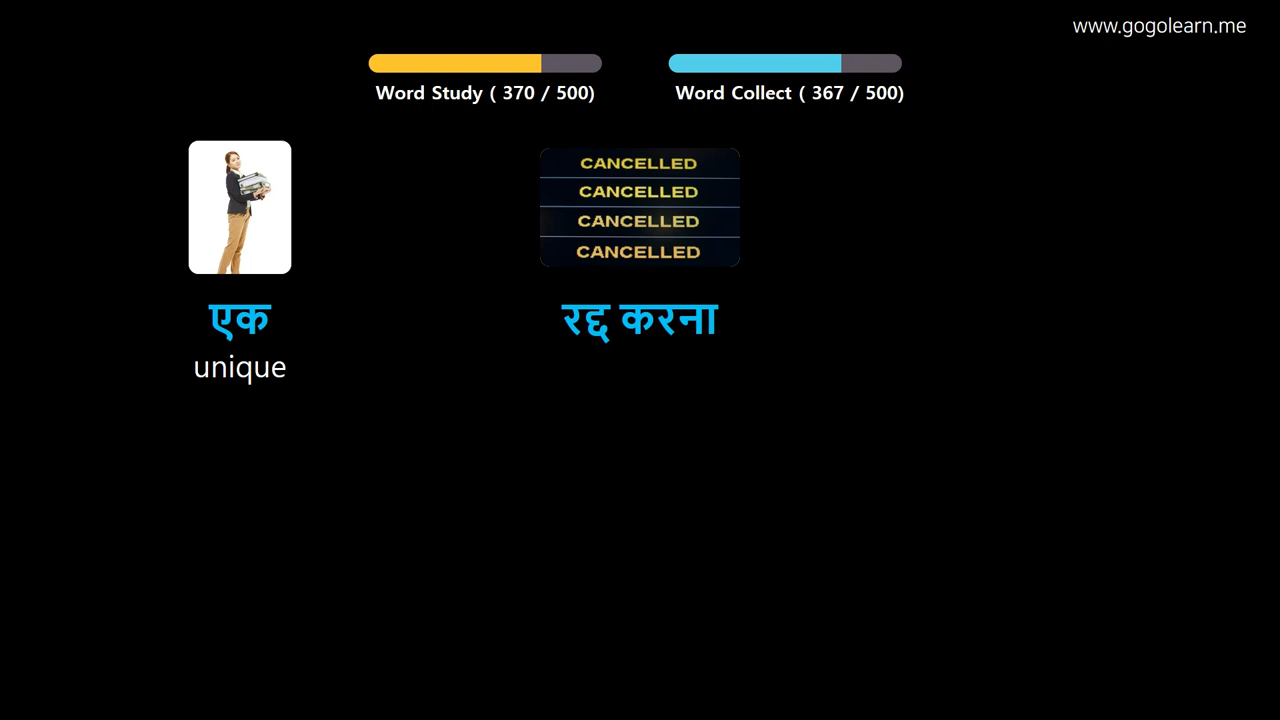 www.gogolearn.me
Word Study ( 370 / 500)
Word Collect ( 367 / 500)
CANCELLED
CANCELLED
CANCELLED
CANCELLED
एक
रद्द करना
unique